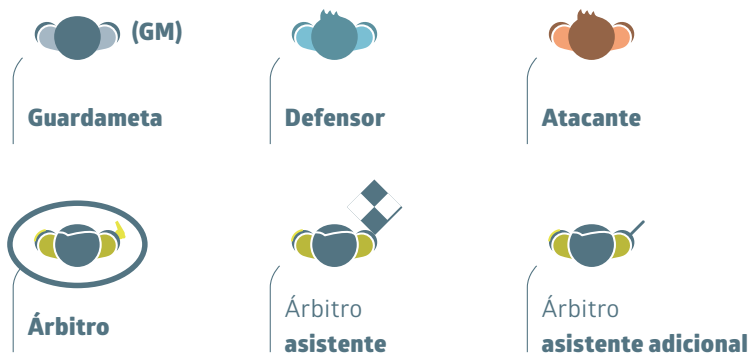 (GM)
Guardameta
Defensor
Atacante
Árbitro
Árbitro
asistente
Árbitro
asistente adicional